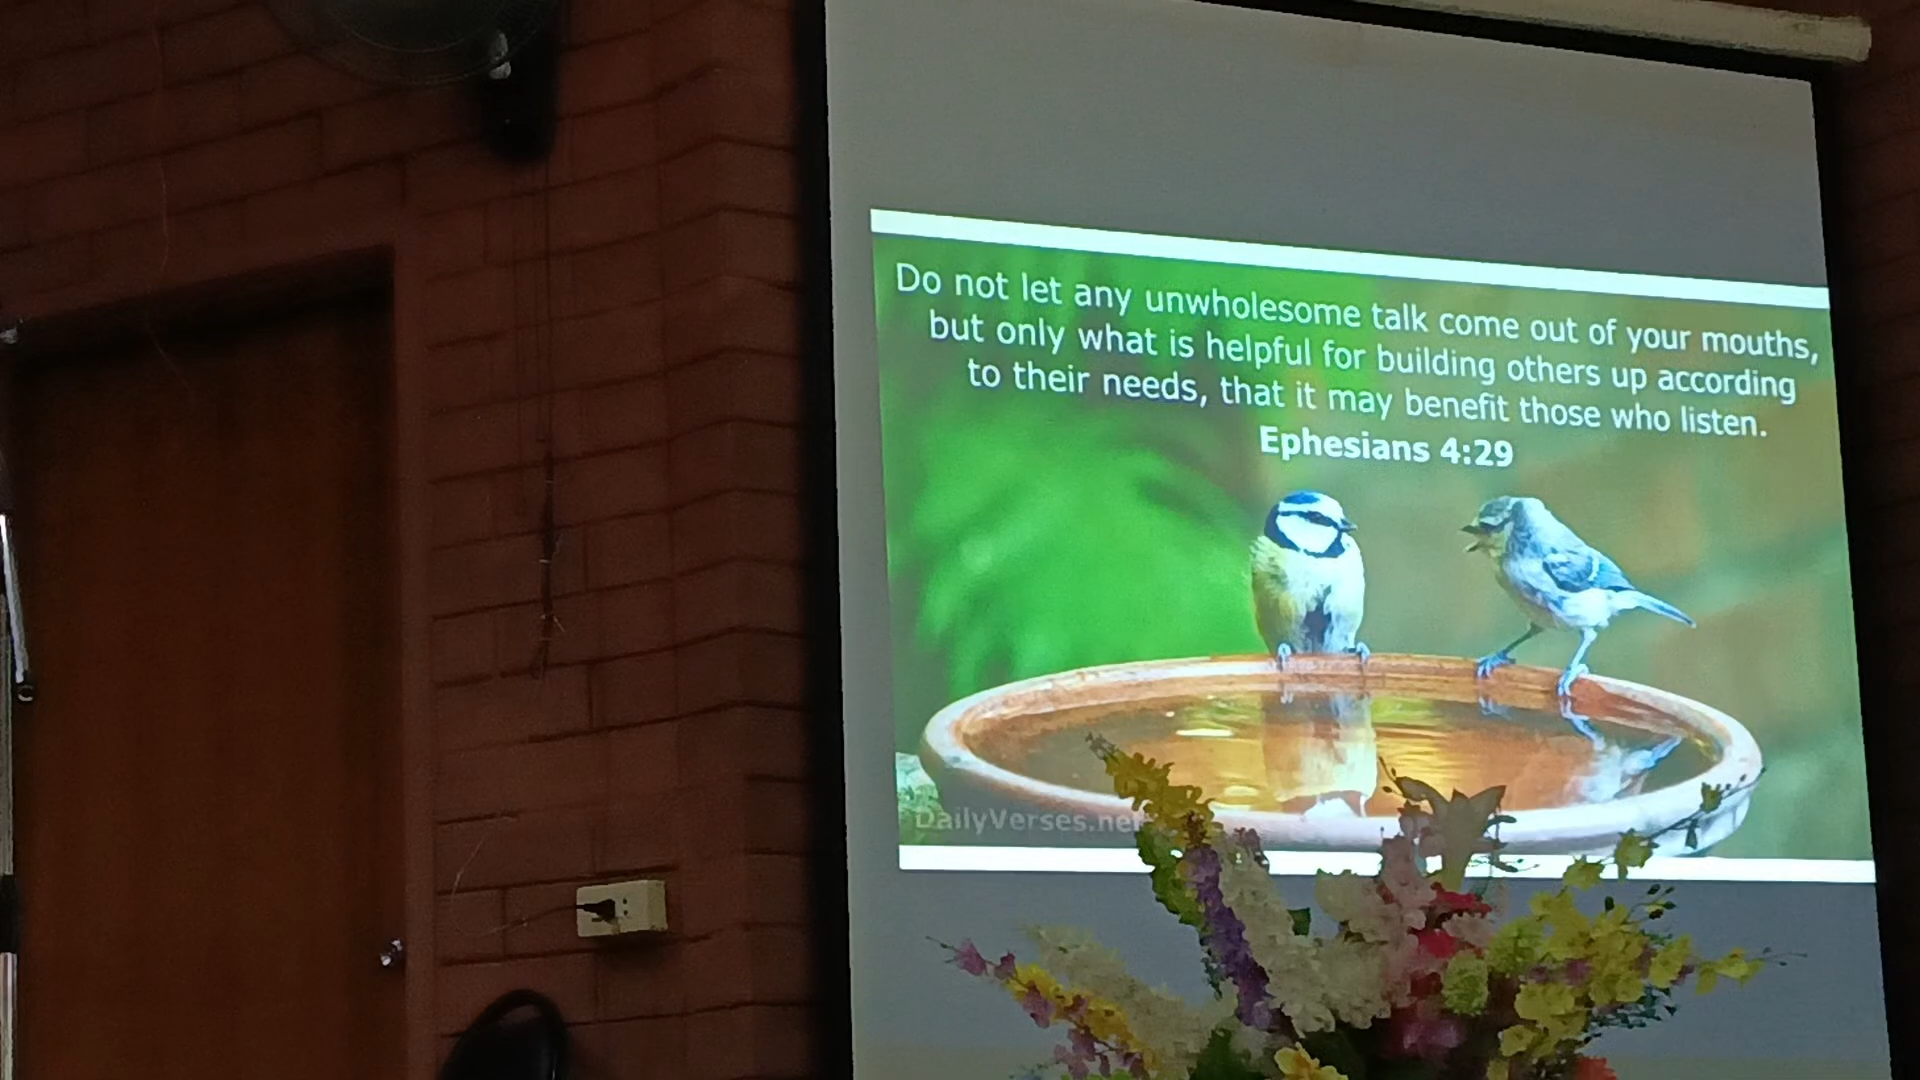 Do not let any unwholesome talk come out of your mouths,
but only what is helpful for building others up according
to their needs, that it may benefit those who listen.
Ephesians 4:29
DailyVerses.net